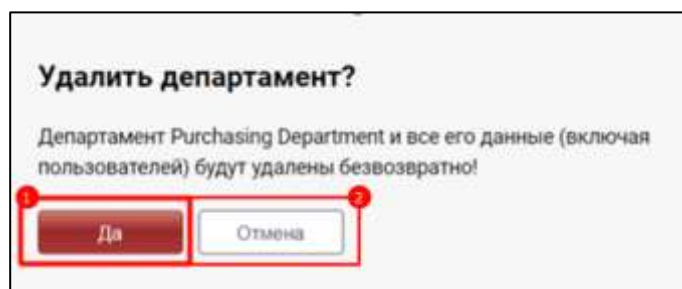 Удалить департамент?
Департамент Purchasing Department и все его данные (включая
пользователей) будут удалены безвозвратно!
1 2
Да Отмена